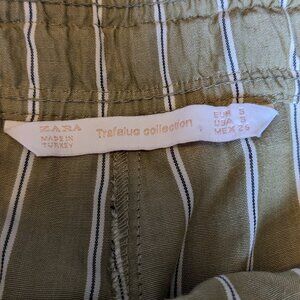 ZARA
MADE IN
TURKEY
Trafaluc collection
EUR S
USA S
MEX 26